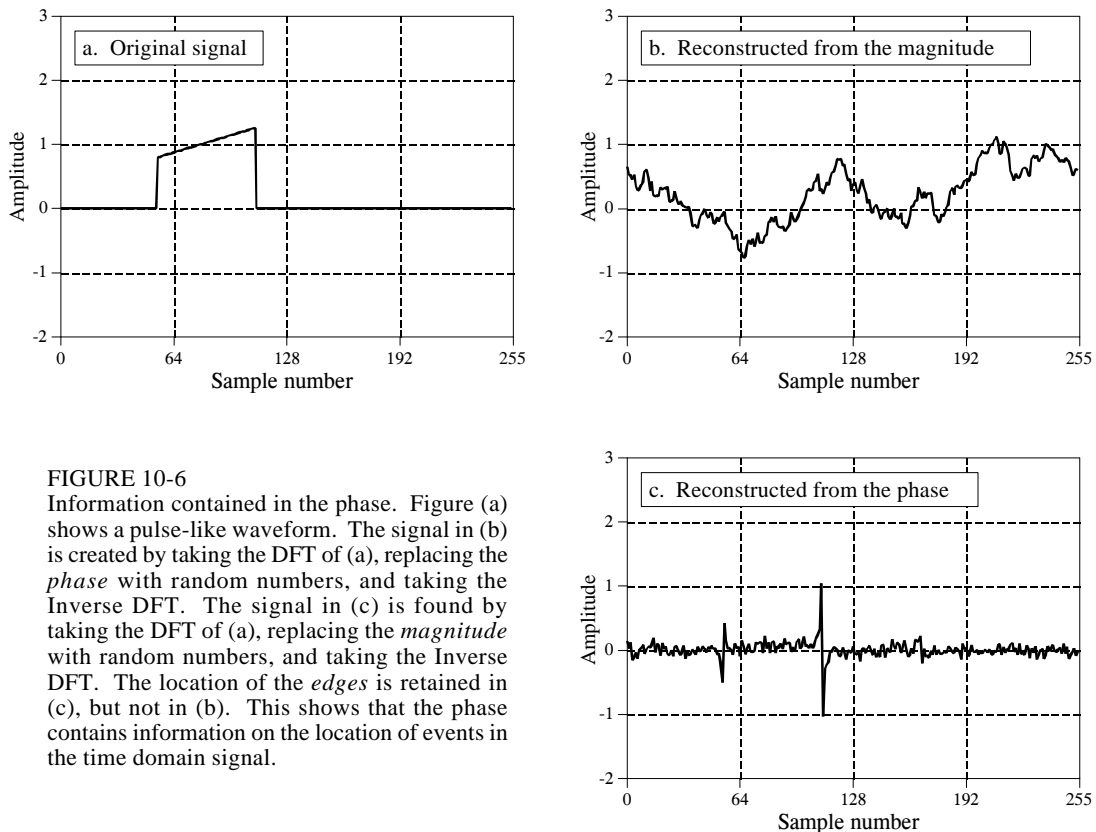 a. Original signal
3
2
1
0
-1
-2
Amplitude
0 64 128 192 255
Sample number
b. Reconstructed from the magnitude
3
2
1
0
-1
-2
Amplitude
0 64 128 192 255
Sample number
FIGURE 10-6
Information contained in the phase. Figure (a)
shows a pulse-like waveform. The signal in (b)
is created by taking the DFT of (a), replacing the
phase with random numbers, and taking the
Inverse DFT. The signal in (c) is found by
taking the DFT of (a), replacing the magnitude
with random numbers, and taking the Inverse
DFT. The location of the edges is retained in
(c), but not in (b). This shows that the phase
contains information on the location of events in
the time domain signal.
c. Reconstructed from the phase
3
2
1
0
-1
-2
Amplitude
0 64 128 192 255
Sample number